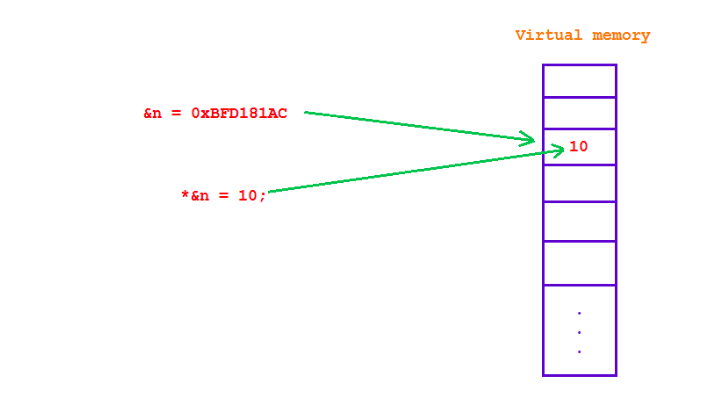 Virtual memory
&n = 0xBFD181AC
10
*&n = 10;
.
.
.